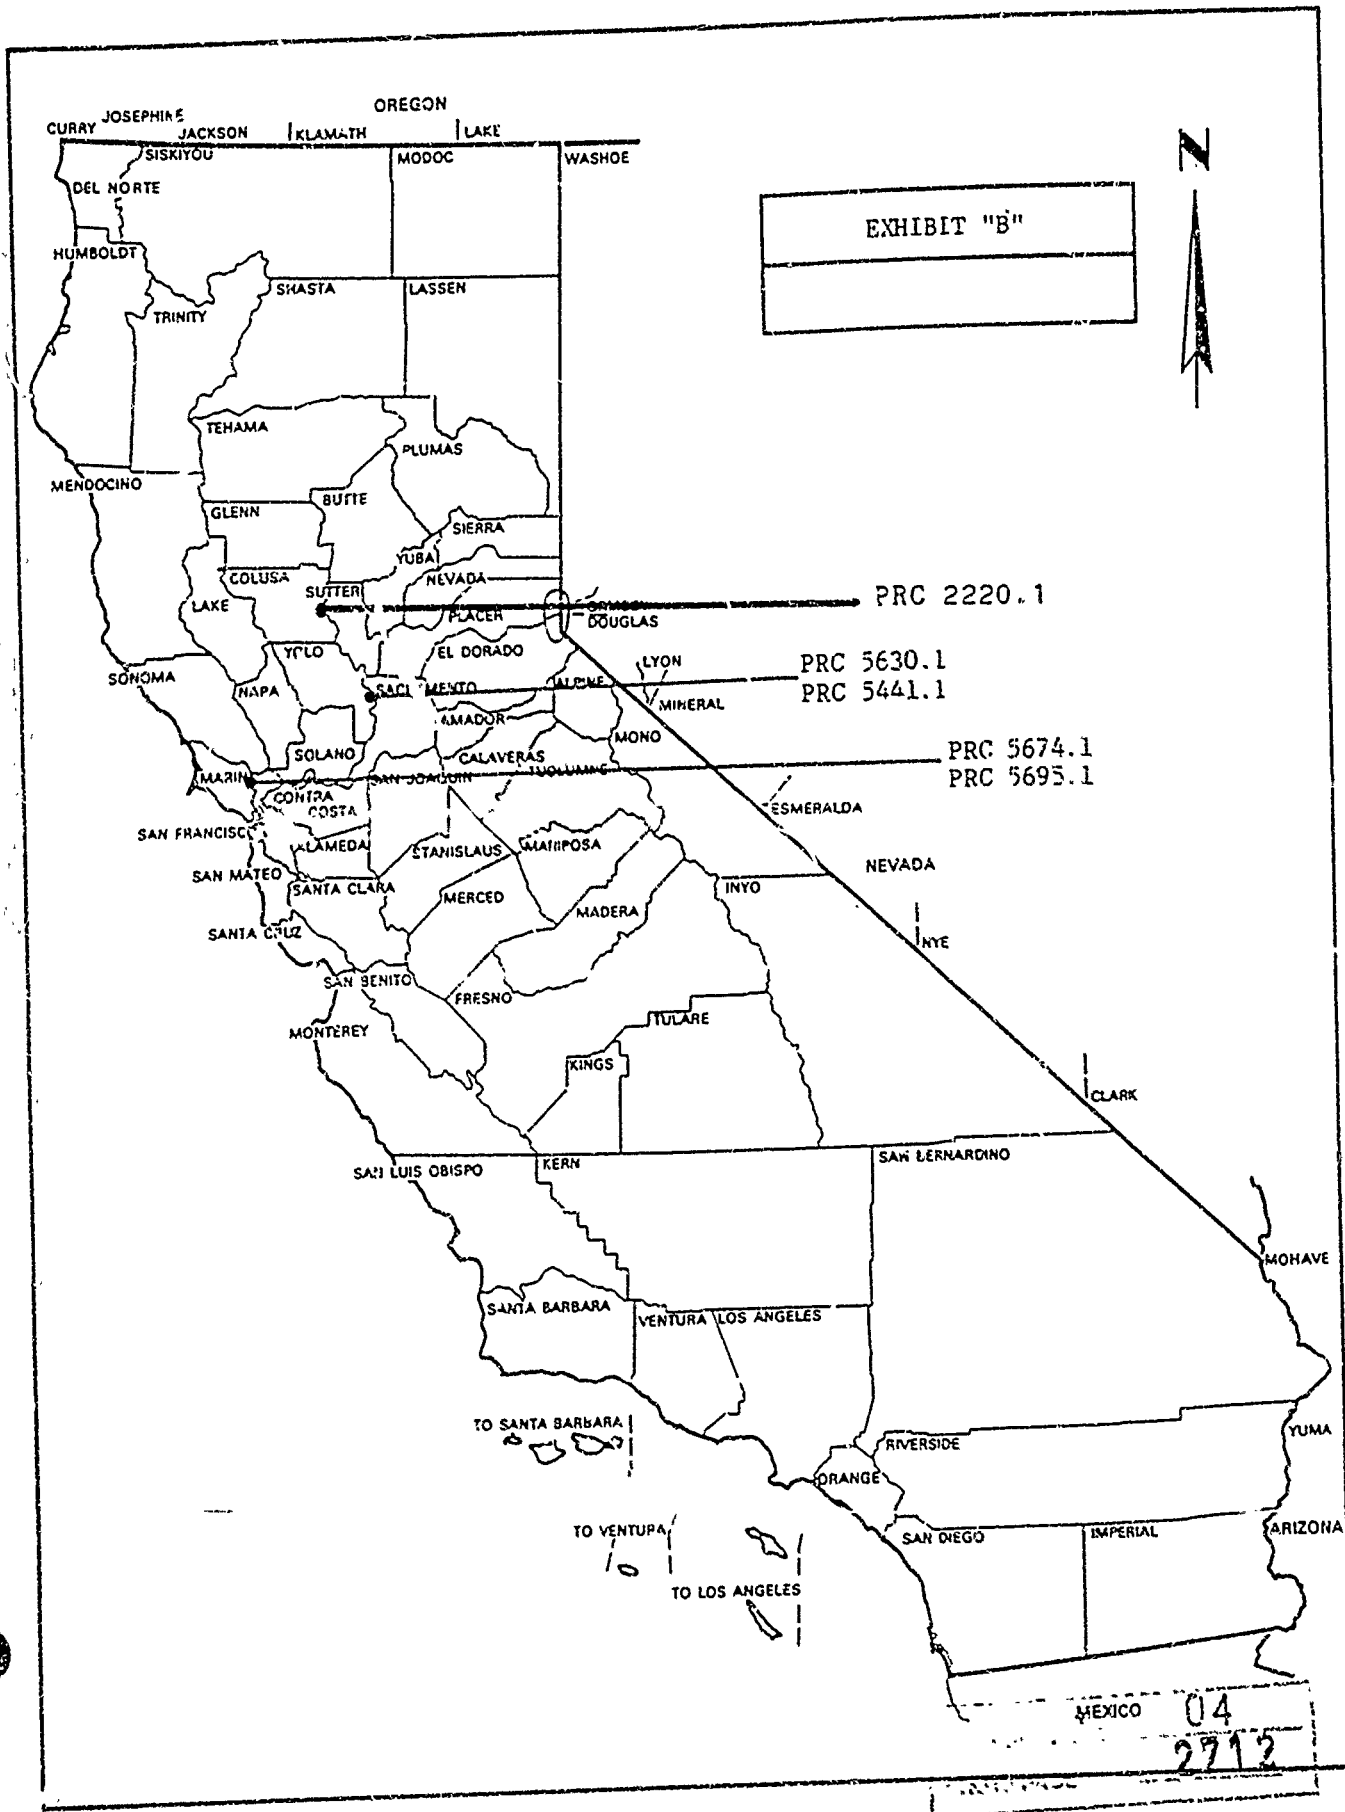 OREGON
JOSEPHINE
CURRY
JACKSON
KLAMATH
LAKE
SISKIYOU
MODOC
WASHOE
DEL NORTE
EXHIBIT "B"
N
HUMBOLDT
SHASTA
LASSEN
TRINITY
TEHAMA
PLUMAS
MENDOCINO
BUTTE
GLENN
SIERRA
YUBA
COLUSA
NEVADA
SUTTER
LAKE
PRC 2220.1
PLACER
DOUGLAS
YOLO
EL DORADO
LYON
PRC 5630.1
SONOMA
NAPA
ALPINE
PRC 5441.1
MINERAL
AMADOR
MONO
SOLANO
CALAVERAS
PRC 5674.1
MARIN
SAN JOAQUIN
TUOLUMNE
PRC 5695.1
CONTRA
COSTA
ESMERALDA
SAN FRANCISC
ALAMEDA
STANISLAUS
MARIPOSA
NEVADA
SAN MATEO
SANTA CLARA
MERCED
INYO
MADERA
SANTA CRUZ
NYE
SAN BENITO
FRESNO
MONTEREY
TULARE
KINGS
CLARK
SAN LUIS OBISPO
KERN
SAN BERNARDINO
MOHAVE
SANTA BARBARA
VENTURA
LOS ANGELES
TO SANTA BARBARA
RIVERSIDE
YUMA
ORANGE
TO VENTURA
SAN DIEGO
IMPERIAL
ARIZONA
TO LOS ANGELES
MEXICO
04
2712